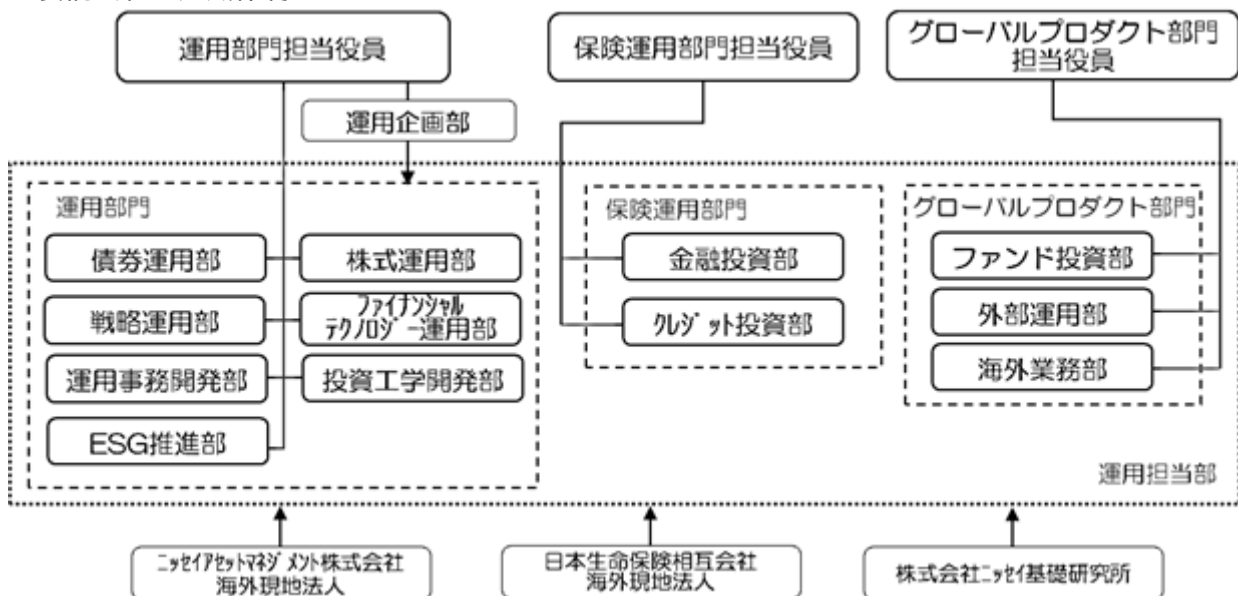 運用部門担当役員
保険運用部門担当役員
グローバルプロダクト部門
担当役員
運用企画部
運用部門
債券運用部
株式運用部
戦略運用部
ファイナンシャル
テクノロジー運用部
運用事務開発部
投資工学開発部
ESG推進部
保険運用部門
金融投資部
クレジット投資部
グローバルプロダクト部門
ファンド投資部
外部運用部
海外業務部
運用担当部
ニッセイアセットマネジメント株式会社
海外現地法人
日本生命保険相互会社
海外現地法人
株式会社ニッセイ基礎研究所